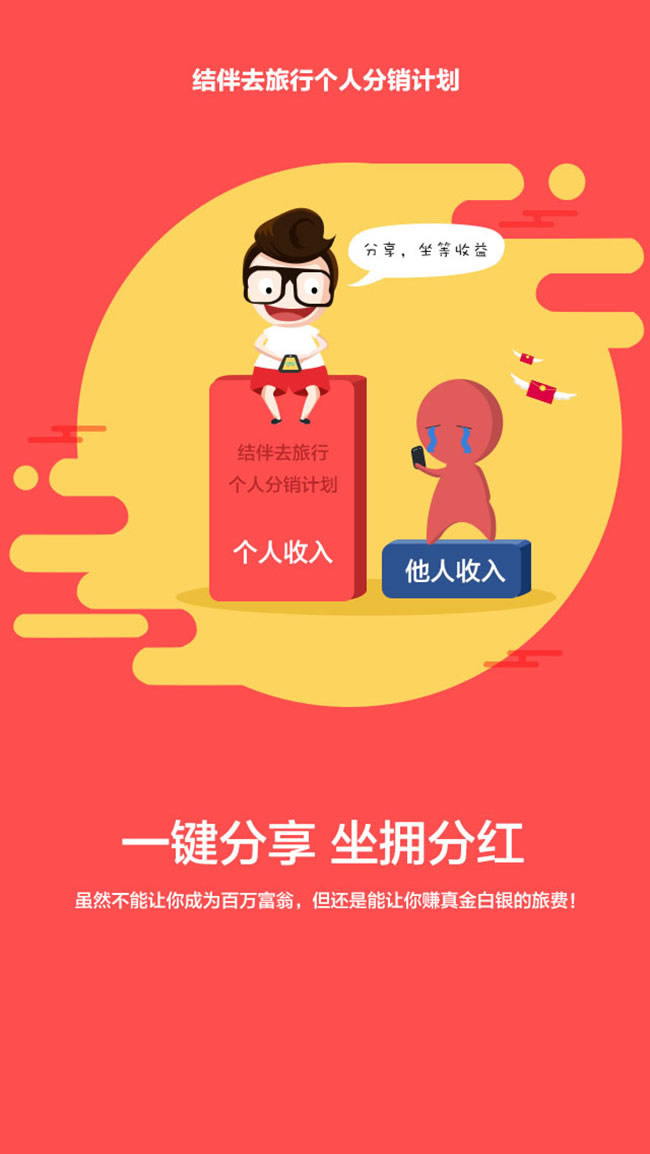 结伴去旅行个人分销计划
分享，坐等收益
结伴去旅行
个人分销计划
个人收入
他人收入
一键分享 坐拥分红
虽然不能让你成为百万富翁，但还是能让你赚真金白银的旅费！